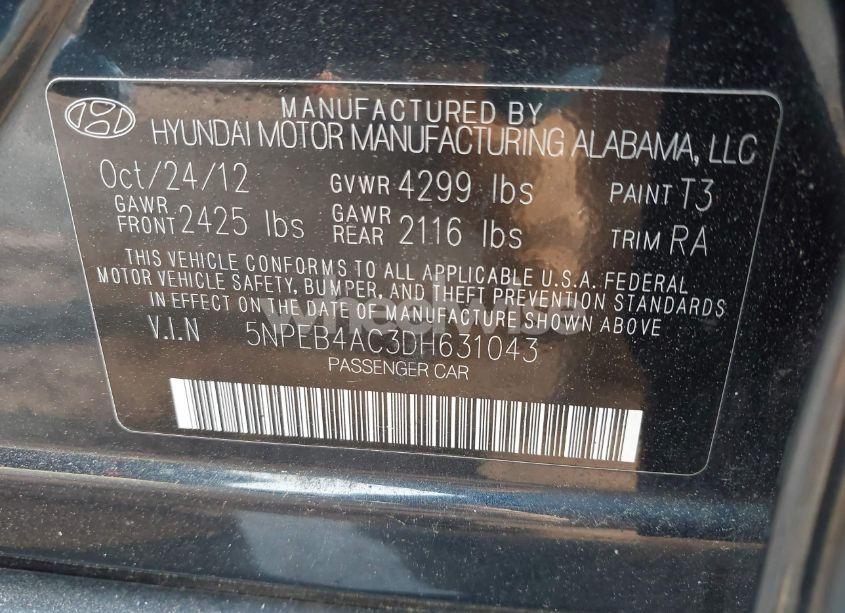 MANUFACTURED BY
HYUNDAI MOTOR MANUFACTURING ALABAMA, LLC
Oct/24/12 GVWR 4299 lbs PAINT T3
GAWR FRONT 2425 lbs GAWR REAR 2116 lbs TRIM RA
THIS VEHICLE CONFORMS TO ALL APPLICABLE U.S.A. FEDERAL
MOTOR VEHICLE SAFETY, BUMPER, AND THEFT PREVENTION STANDARDS
IN EFFECT ON THE DATE OF MANUFACTURE SHOWN ABOVE
V.I.N 5NPEB4AC3DH631043
PASSENGER CAR
wheelwise